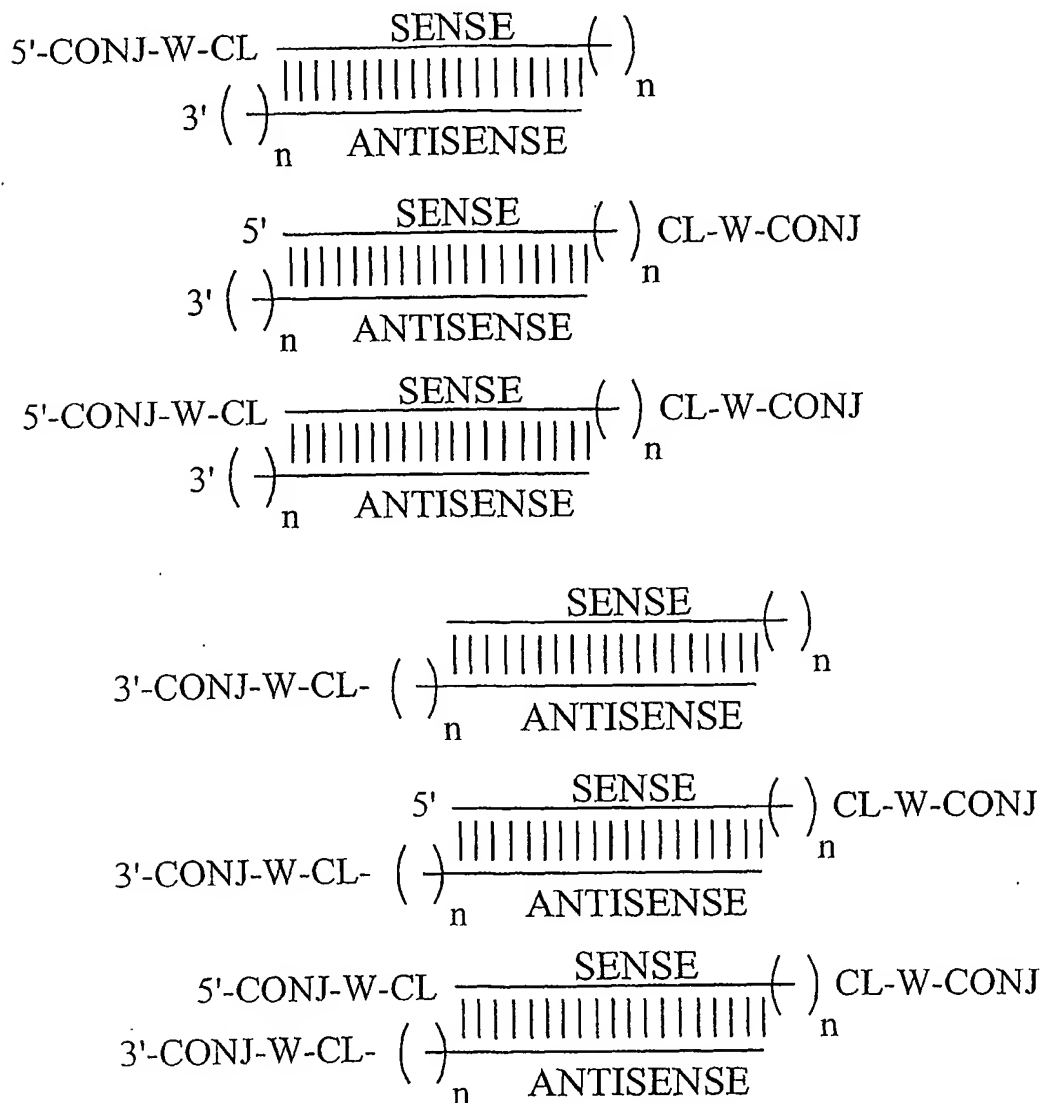 SENSE
5'-CONJ-W-CL ( ) n
3' ( ) n ANTISENSE
SENSE
5' ( ) n CL-W-CONJ
3' ( ) n ANTISENSE
SENSE
5'-CONJ-W-CL ( ) n CL-W-CONJ
3' ( ) n ANTISENSE
SENSE
( ) n
3'-CONJ-W-CL- ( ) n ANTISENSE
SENSE
5' ( ) n CL-W-CONJ
3'-CONJ-W-CL- ( ) n ANTISENSE
SENSE
5'-CONJ-W-CL ( ) n CL-W-CONJ
3'-CONJ-W-CL- ( ) n ANTISENSE